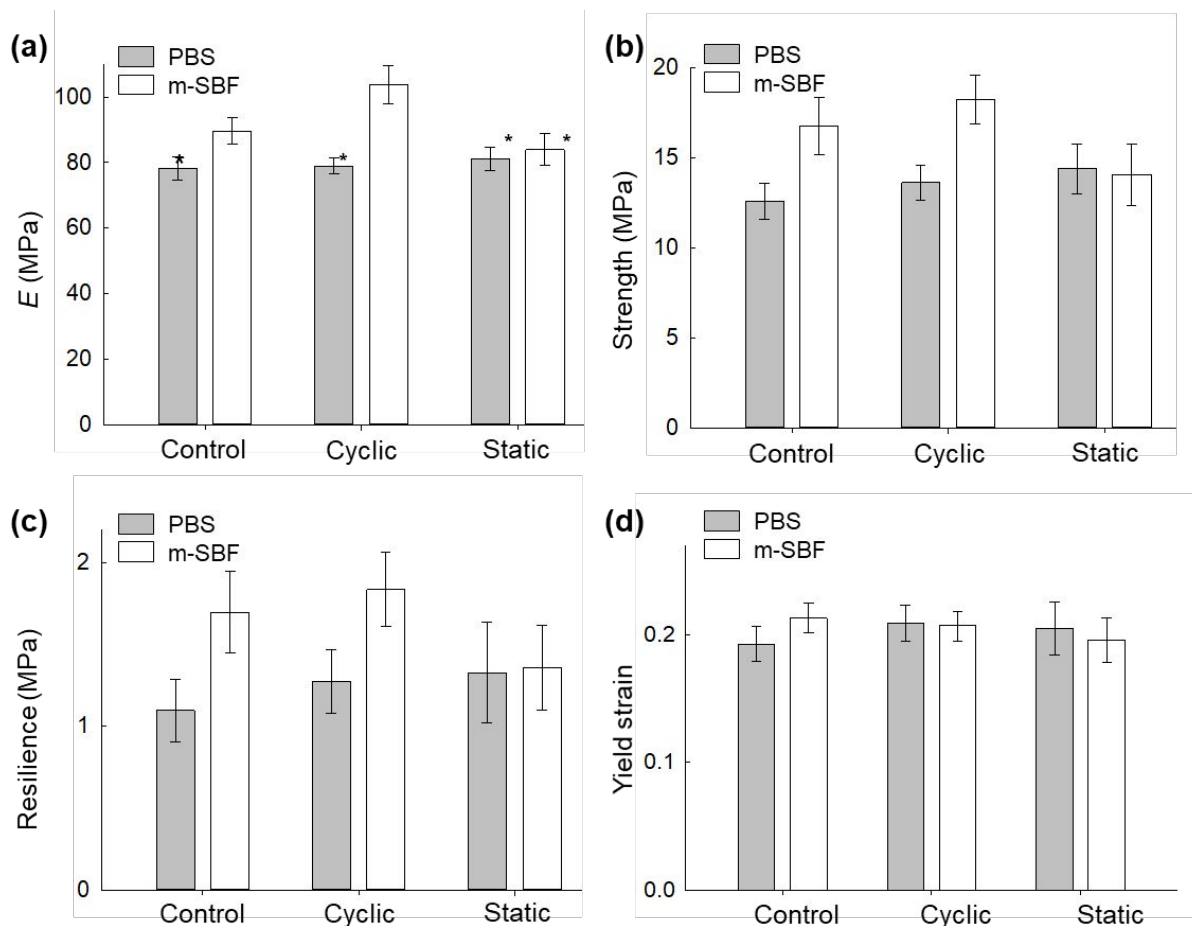 (a)
PBS
m-SBF
E (MPa)
100
80
60
40
20
0
*
*
*
*
Control
Cyclic
Static
(b)
PBS
m-SBF
Strength (MPa)
20
15
10
5
0
Control
Cyclic
Static
(c)
PBS
m-SBF
Resilience (MPa)
2
1
0
Control
Cyclic
Static
(d)
PBS
m-SBF
Yield strain
0.2
0.1
0.0
Control
Cyclic
Static